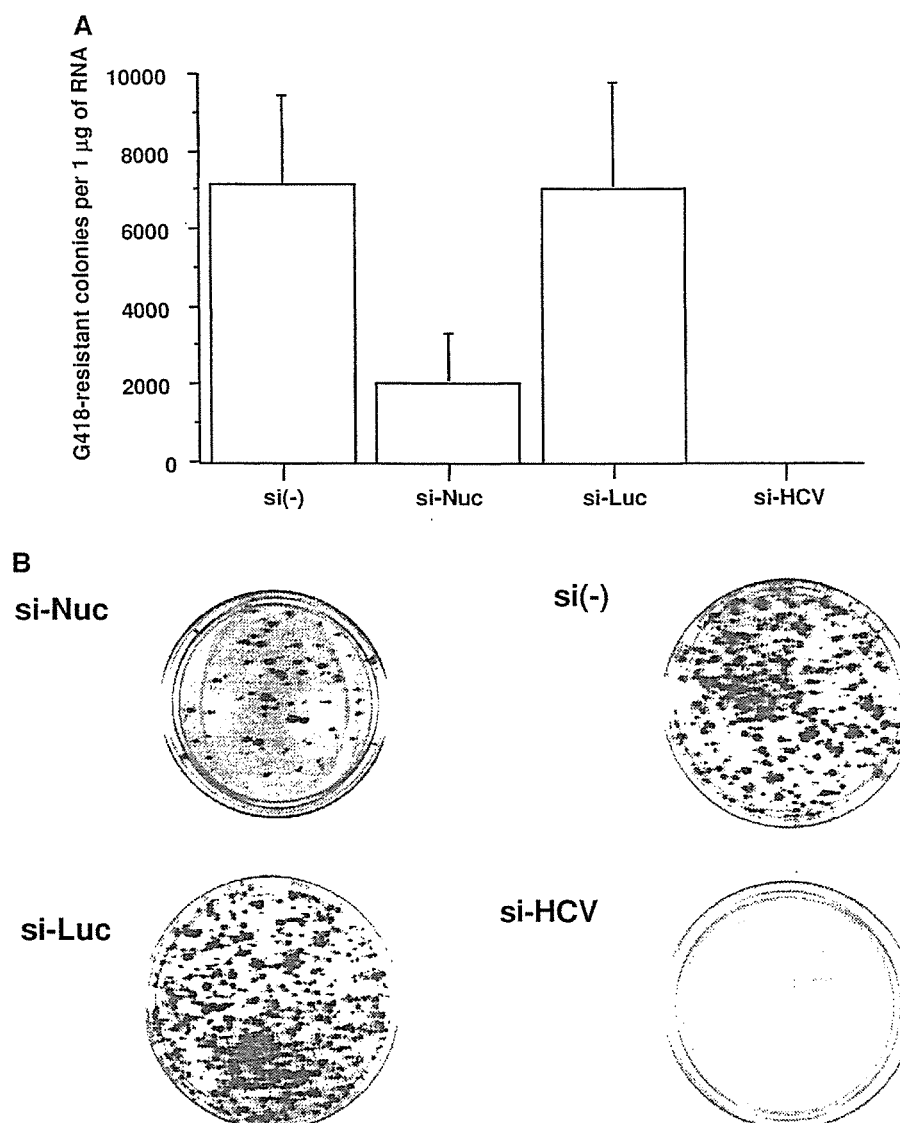 A
G418-resistant colonies per 1 µg of RNA
10000
8000
6000
4000
2000
0
si(-) si-Nuc si-Luc si-HCV
B
si-Nuc si(-)
si-Luc si-HCV